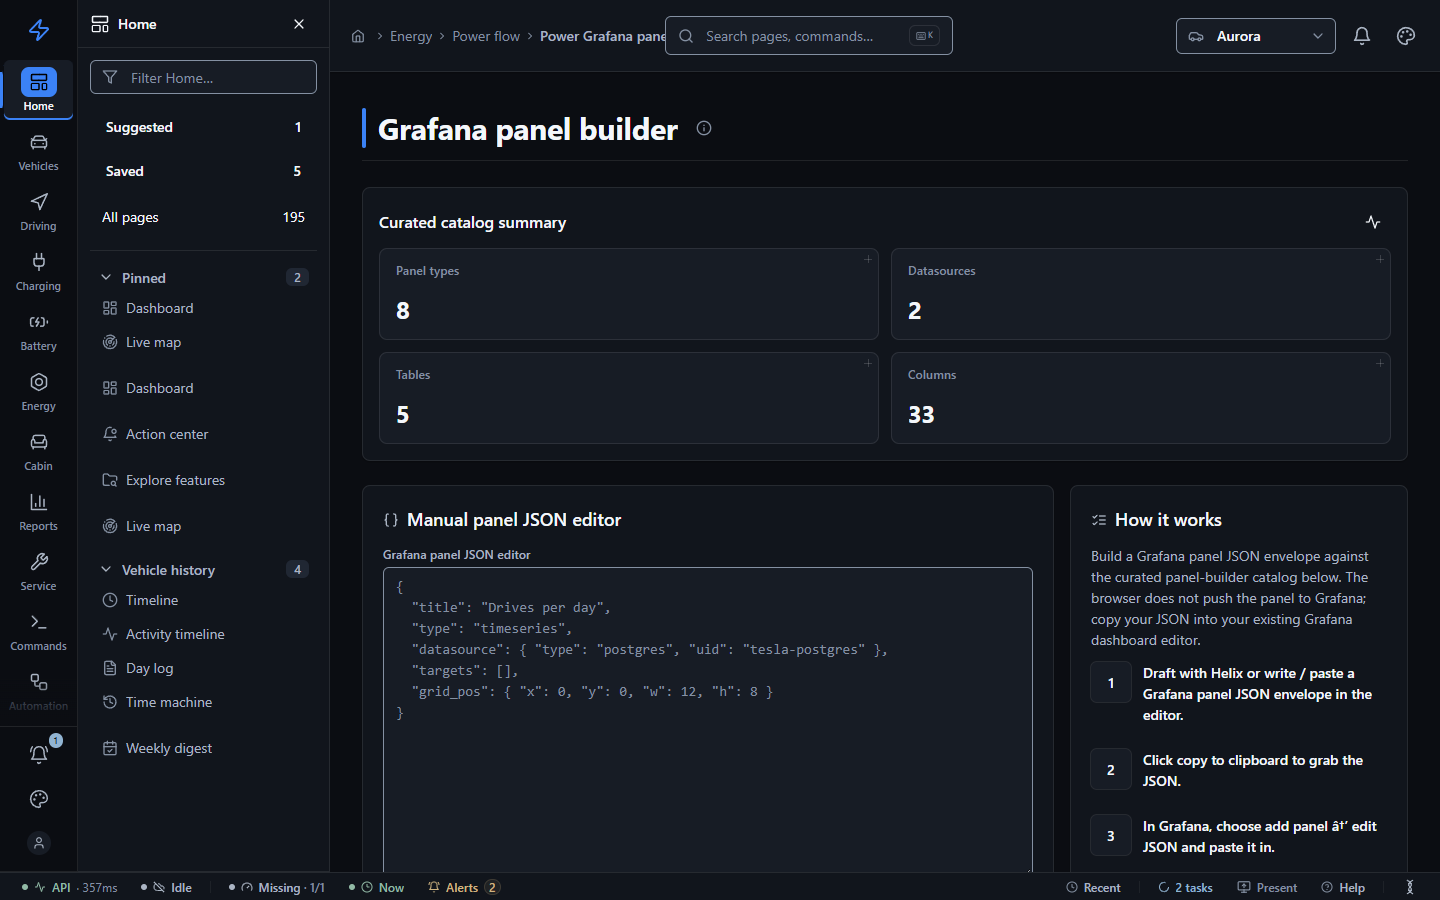 Home
Vehicles
Driving
Charging
Battery
Energy
Cabin
Reports
Service
Commands
Automation
1
Home
Filter Home...
Suggested 1
Saved 5
All pages 195
Pinned 2
Dashboard
Live map
Dashboard
Action center
Explore features
Live map
Vehicle history 4
Timeline
Activity timeline
Day log
Time machine
Weekly digest
Energy > Power flow > Power Grafana pane
Search pages, commands... K
Aurora
Grafana panel builder
Curated catalog summary
Panel types
8
Datasources
2
Tables
5
Columns
33
Manual panel JSON editor
Grafana panel JSON editor
{
"title": "Drives per day",
"type": "timeseries",
"datasource": { "type": "postgres", "uid": "tesla-postgres" },
"targets": [],
"grid_pos": { "x": 0, "y": 0, "w": 12, "h": 8 }
}
How it works
Build a Grafana panel JSON envelope against
the curated panel-builder catalog below. The
browser does not push the panel to Grafana;
copy your JSON into your existing Grafana
dashboard editor.
1
Draft with Helix or write / paste a
Grafana panel JSON envelope in the
editor.
2
Click copy to clipboard to grab the
JSON.
3
In Grafana, choose add panel â†’ edit
JSON and paste it in.
API · 357ms
Idle
Missing · 1/1
Now
Alerts 2
Recent
2 tasks
Present
Help